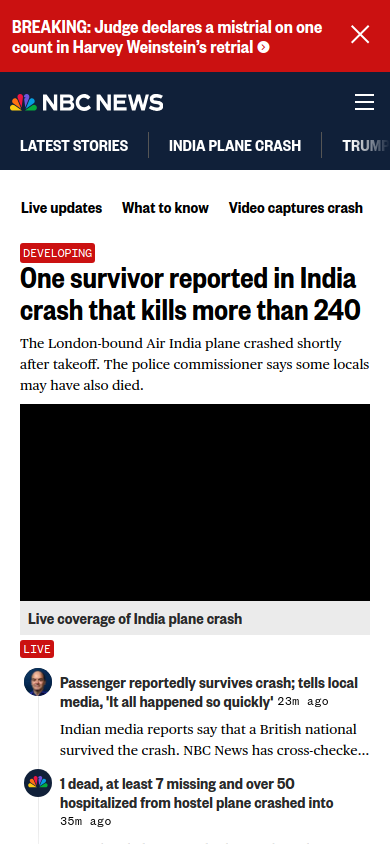 BREAKING: Judge declares a mistrial on one
count in Harvey Weinstein's retrial
NBC NEWS
LATEST STORIES
INDIA PLANE CRASH
TRUMP
Live updates
What to know
Video captures crash
DEVELOPING
One survivor reported in India
crash that kills more than 240
The London-bound Air India plane crashed shortly
after takeoff. The police commissioner says some locals
may have also died.
Live coverage of India plane crash
LIVE
Passenger reportedly survives crash; tells local
media, 'It all happened so quickly' 23m ago
Indian media reports say that a British national
survived the crash. NBC News has cross-checke...
1 dead, at least 7 missing and over 50
hospitalized from hostel plane crashed into
35m ago